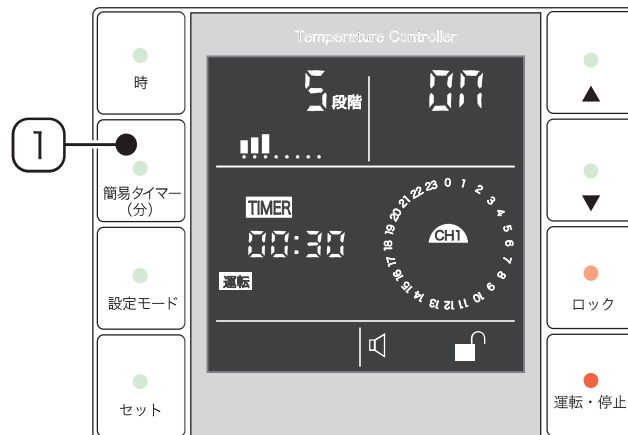 Temperature Controller
時
5段階
on
▲
1
簡易タイマー
(分)
TIMER
00:30
運転
0 1 2 3 4 5 6 7 8 9 10 11 12 13 14 15 16 17 18 19 20 21 22 23
CH1
▼
設定モード
ロック
セット
運転・停止